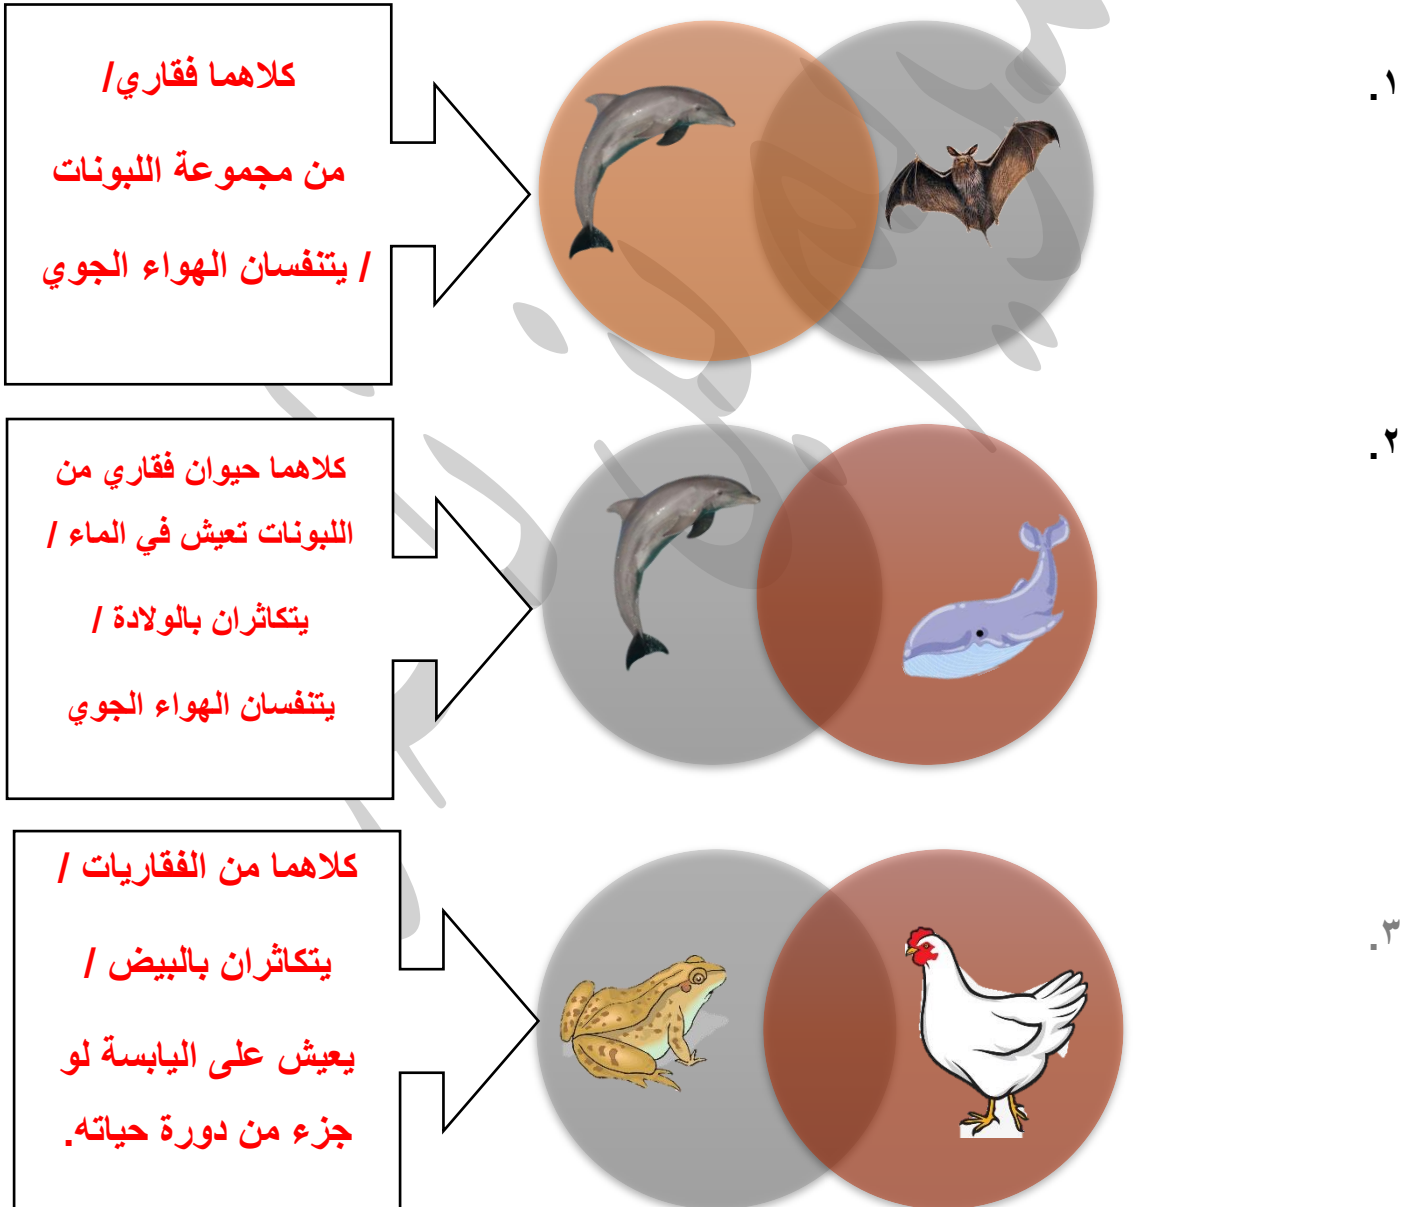 .١
كلاهما فقاري/
من مجموعة اللبونات
/ يتنفسان الهواء الجوي
.٢
كلاهما حيوان فقاري من
اللبونات تعيش في الماء /
يتكاثران بالولادة /
يتنفسان الهواء الجوي
.٣
كلاهما من الفقاريات /
يتكاثران بالبيض /
يعيش على اليابسة لو
جزء من دورة حياته.